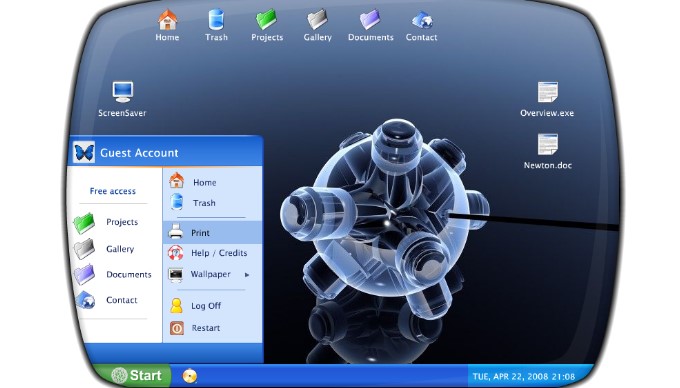 Home
Trash
Projects
Gallery
Documents
Contact
ScreenSaver
Overview.exe
Newton.doc
Guest Account
Free access
Projects
Gallery
Documents
Contact
Home
Trash
Print
Help / Credits
Wallpaper
Log Off
Restart
Start
TUE, APR 22, 2008 21:08